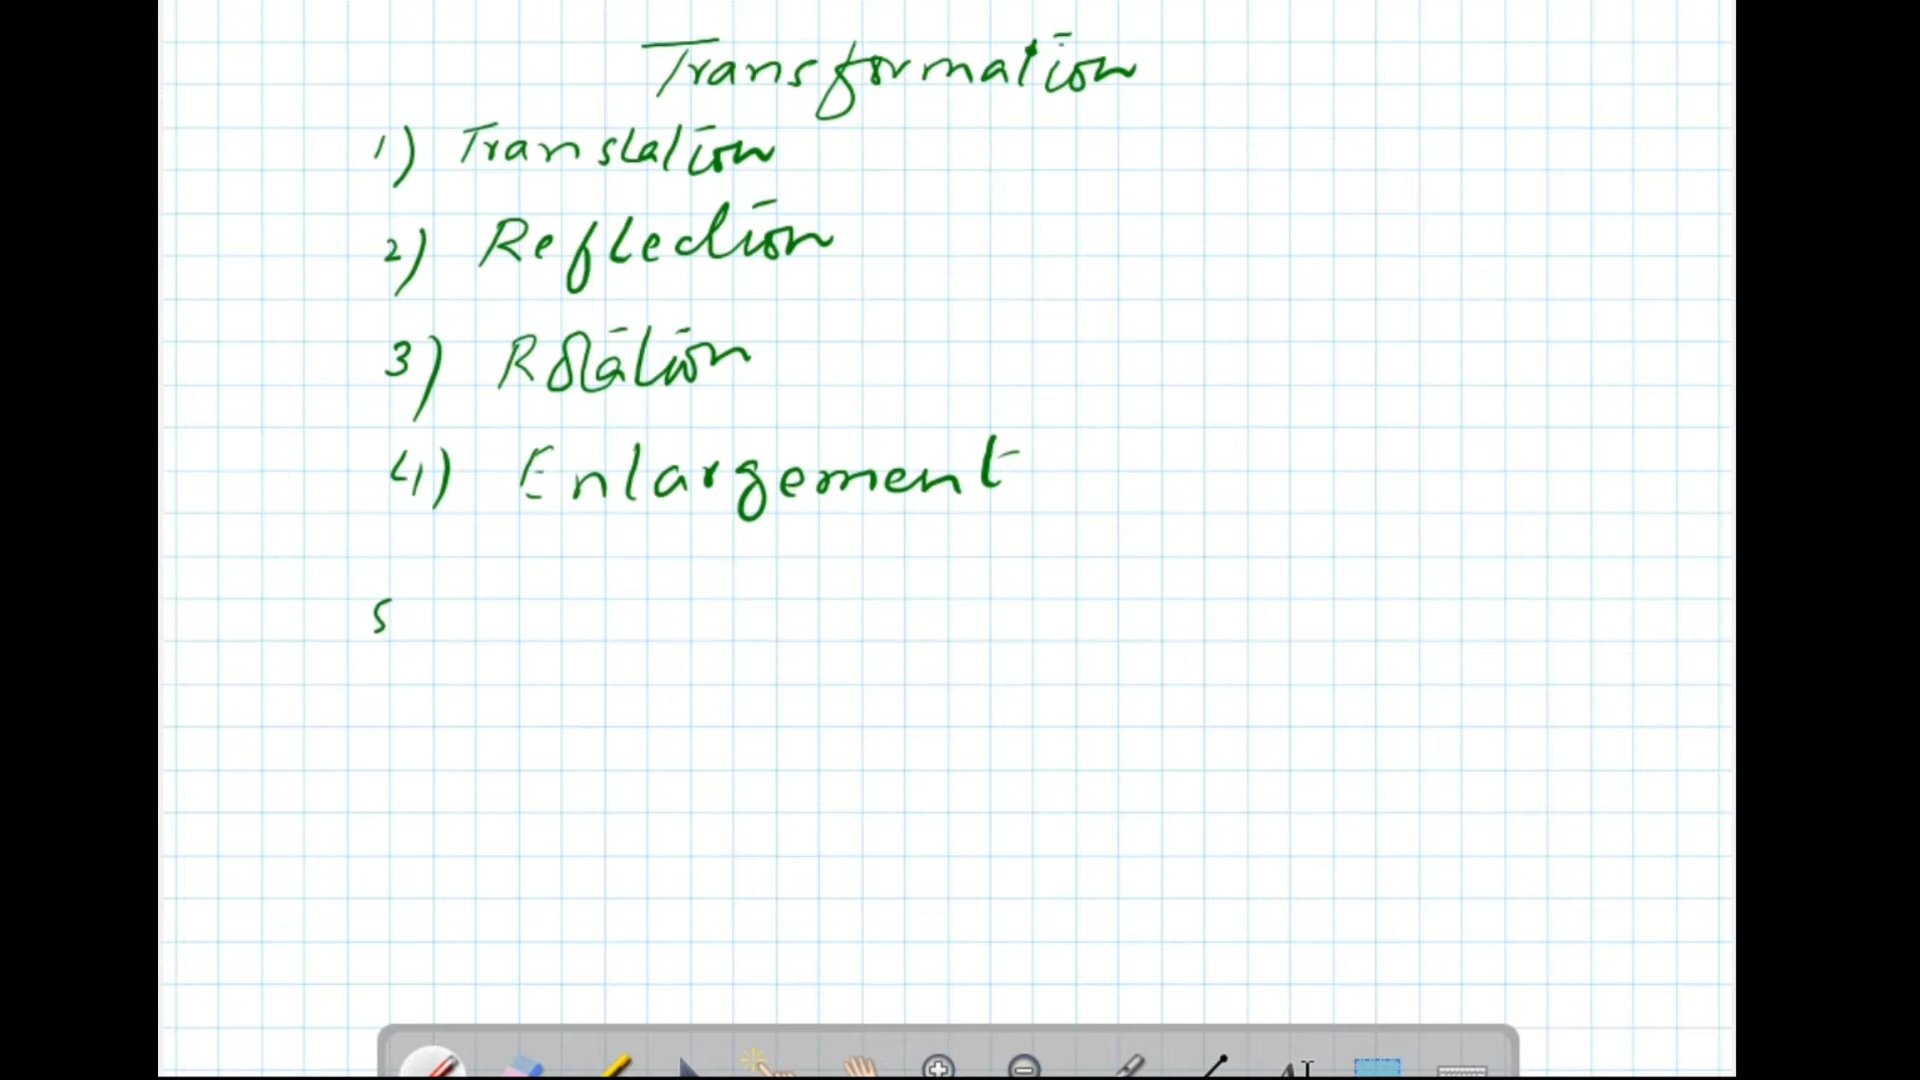 Transformation
1) Translation
2) Reflection
3) Rotation
4) Enlargement
5